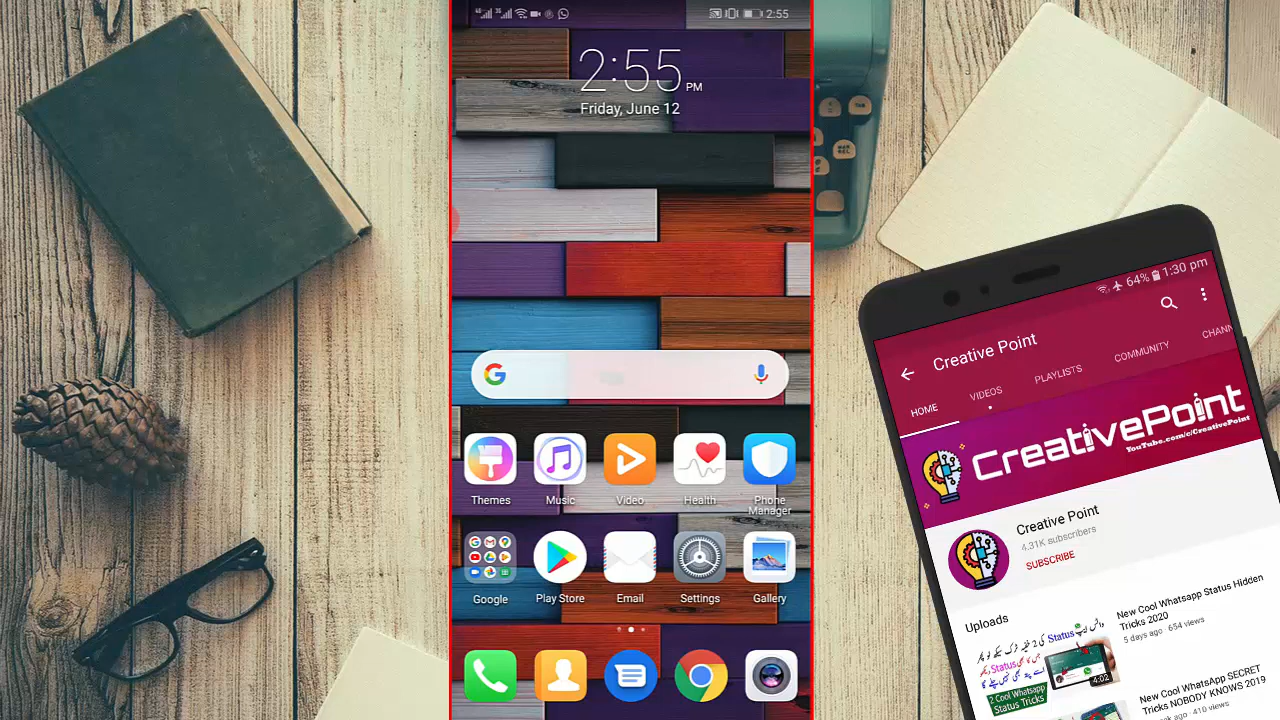 2:55
2:55 PM
Friday, June 12
Themes
Music
Video
Health
Phone Manager
Google
Play Store
Email
Settings
Gallery
64% 1:30 pm
Creative Point
HOME
VIDEOS
PLAYLISTS
COMMUNITY
CHANN
CreativePoint
YouTube.com/c/CreativePoint
Creative Point
4.31K subscribers
SUBSCRIBE
Uploads
New Cool Whatsapp Status Hidden
Tricks 2020
5 days ago · 654 views
Status
2 Cool Whatsapp
Status Tricks
4:02
New Cool WhatsApp SECRET
Tricks NOBODY KNOWS 2019
ek ago · 410 views